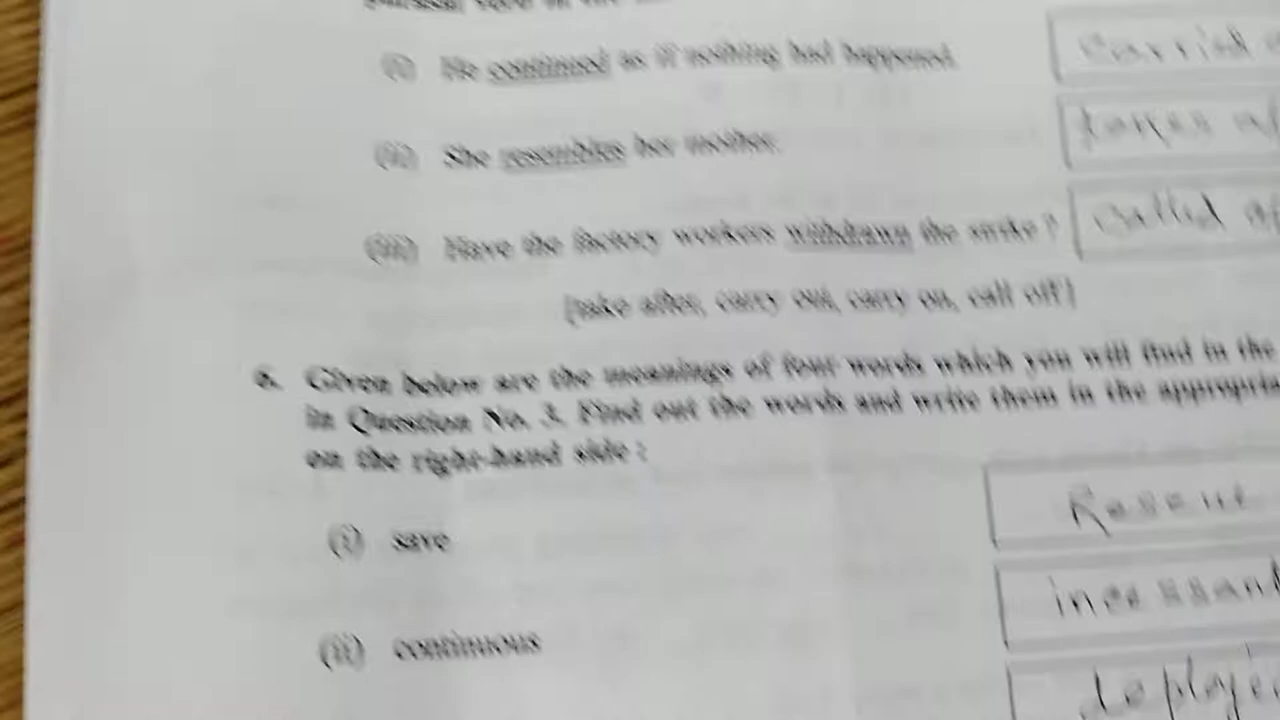 (i) He continued as if nothing had happened.
carried
(ii) She resembles her mother.
takes
(iii) Have the factory workers withdrawn the strike ?
called
[take after, carry out, carry on, call off]
6. Given below are the meanings of four words which you will find in the
in Question No. 3. Find out the words and write them in the
on the right-hand side :
(i) save
Rescue
(ii) continuous
incessant